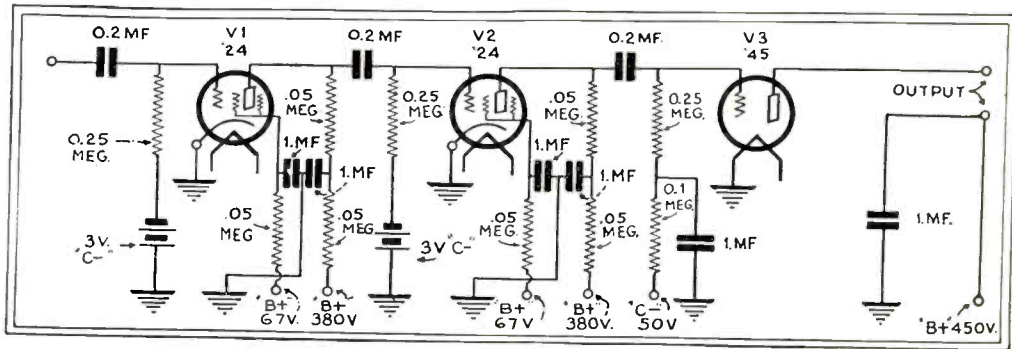 0.2 MF
V1
'24
0.2 MF
V2
'24
0.2 MF.
V3
'45
.05
MEG.
0.25
MEG.
.05
MEG.
0.25
MEG.
OUTPUT
0.25
MEG.
1. MF
1. MF
1. MF
1. MF
0.1
MEG.
.05
MEG
.05
MEG.
.05
MEG.
.05
MEG.
1. MF
1. MF.
3V.
"C-"
3V "C-"
"B+"
67V.
"B+
380V
"B+"
67V
"B+"
380V.
"C-"
50V
"B+450V.